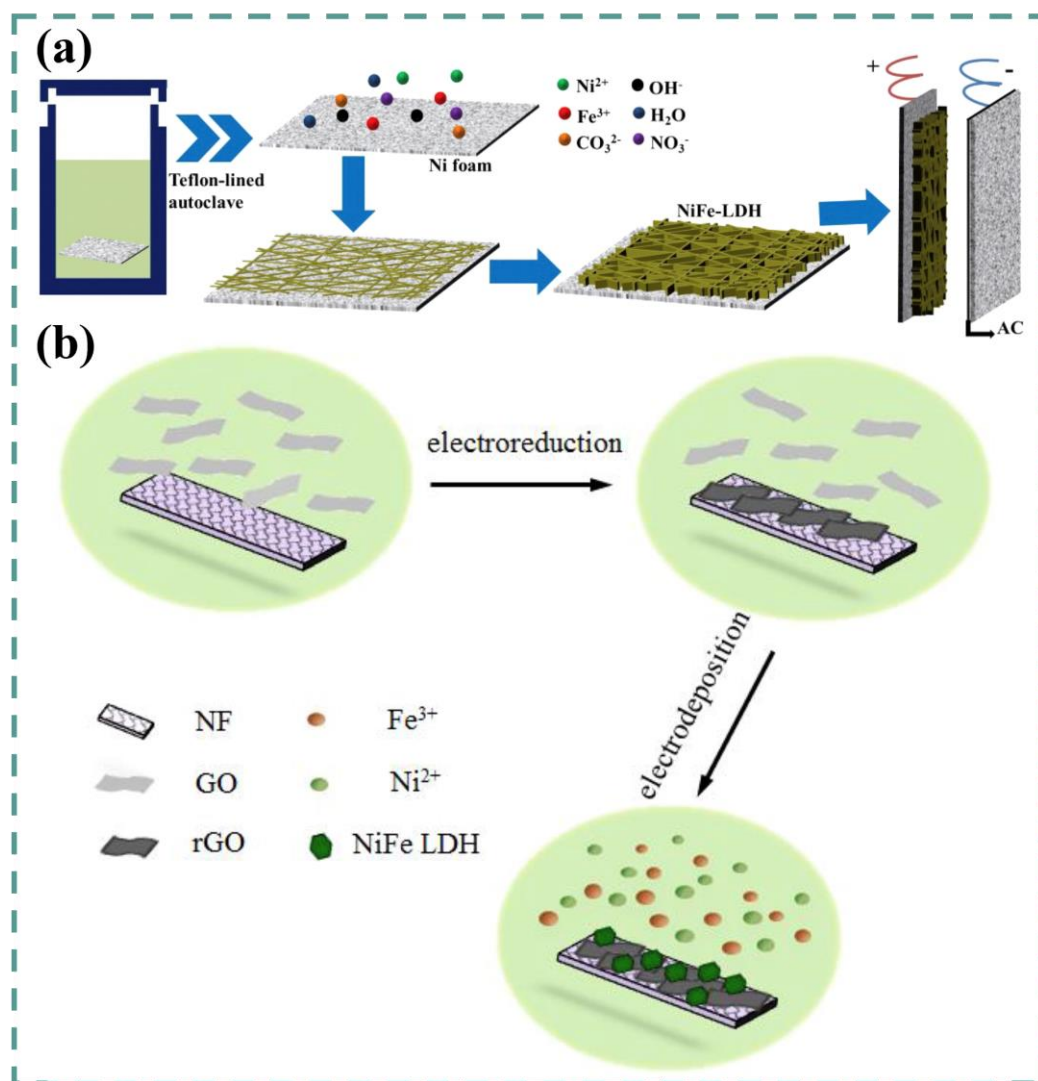 (a)
Teflon-lined
autoclave
Ni foam
Ni²⁺
OH⁻
Fe³⁺
H₂O
CO₃²⁻
NO₃⁻
NiFe-LDH
+
-
AC
(b)
electroreduction
electrodeposition
NF
Fe³⁺
GO
Ni²⁺
rGO
NiFe LDH